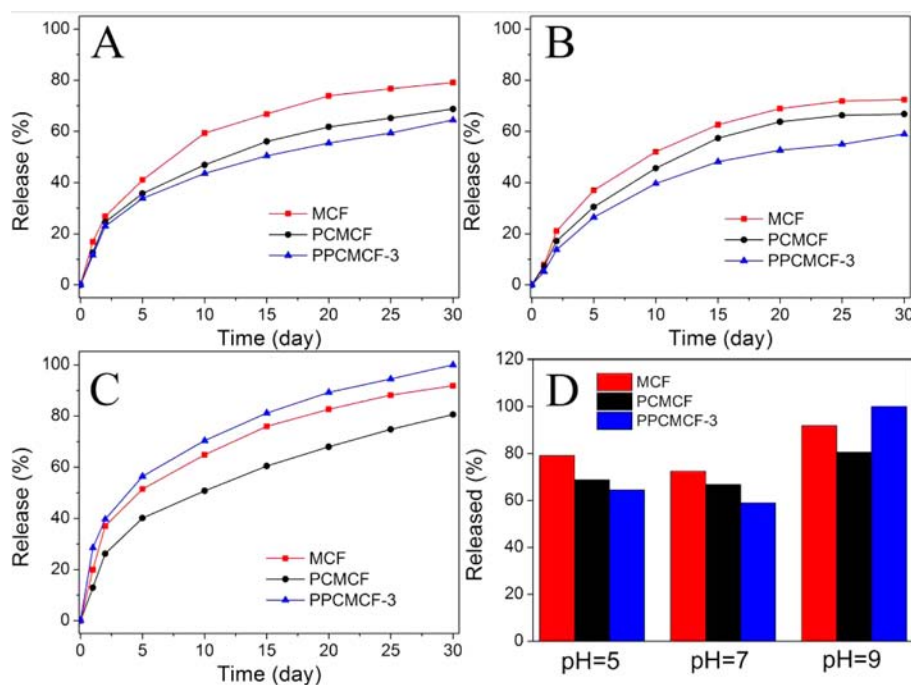 A
Release (%)
100
80
60
40
20
0
MCF
PCMCF
PPCMCF-3
0 5 10 15 20 25 30
Time (day)
B
Release (%)
100
80
60
40
20
0
MCF
PCMCF
PPCMCF-3
0 5 10 15 20 25 30
Time (day)
C
Release (%)
100
80
60
40
20
0
MCF
PCMCF
PPCMCF-3
0 5 10 15 20 25 30
Time (day)
D
Released (%)
120
100
80
60
40
20
0
MCF
PCMCF
PPCMCF-3
pH=5 pH=7 pH=9